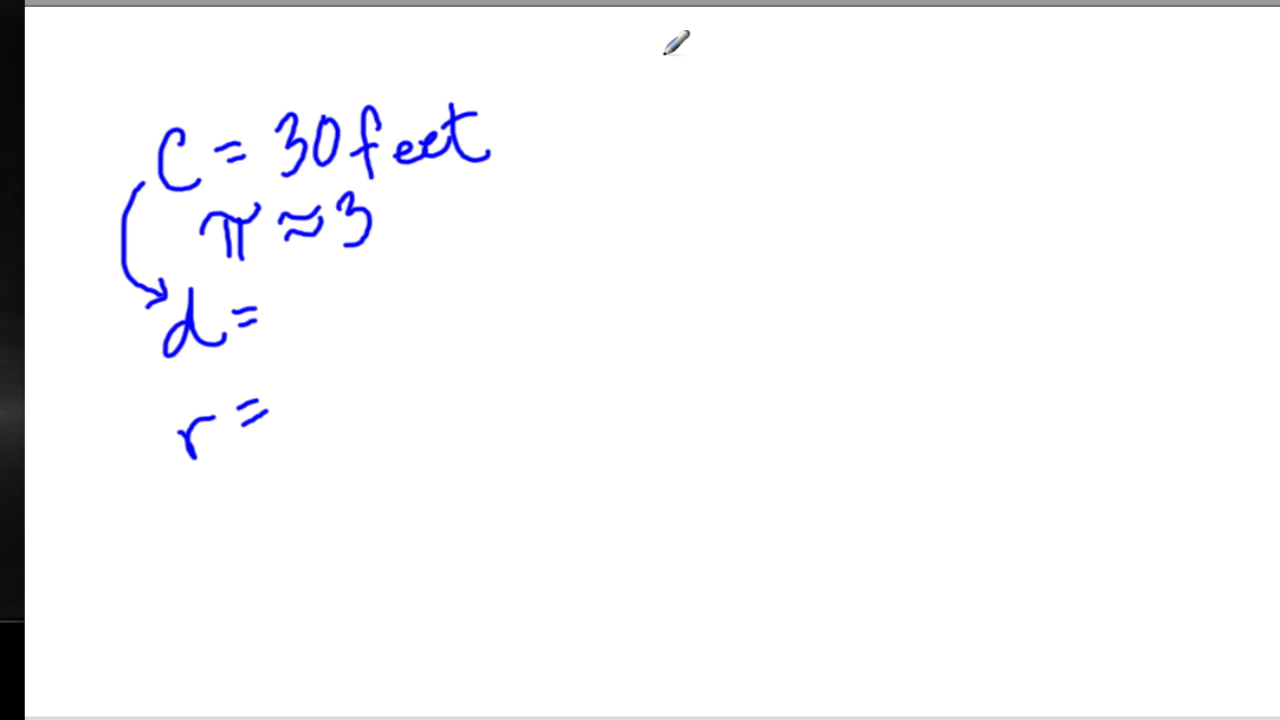 C = 30 feet
π ≈ 3
d =
r =